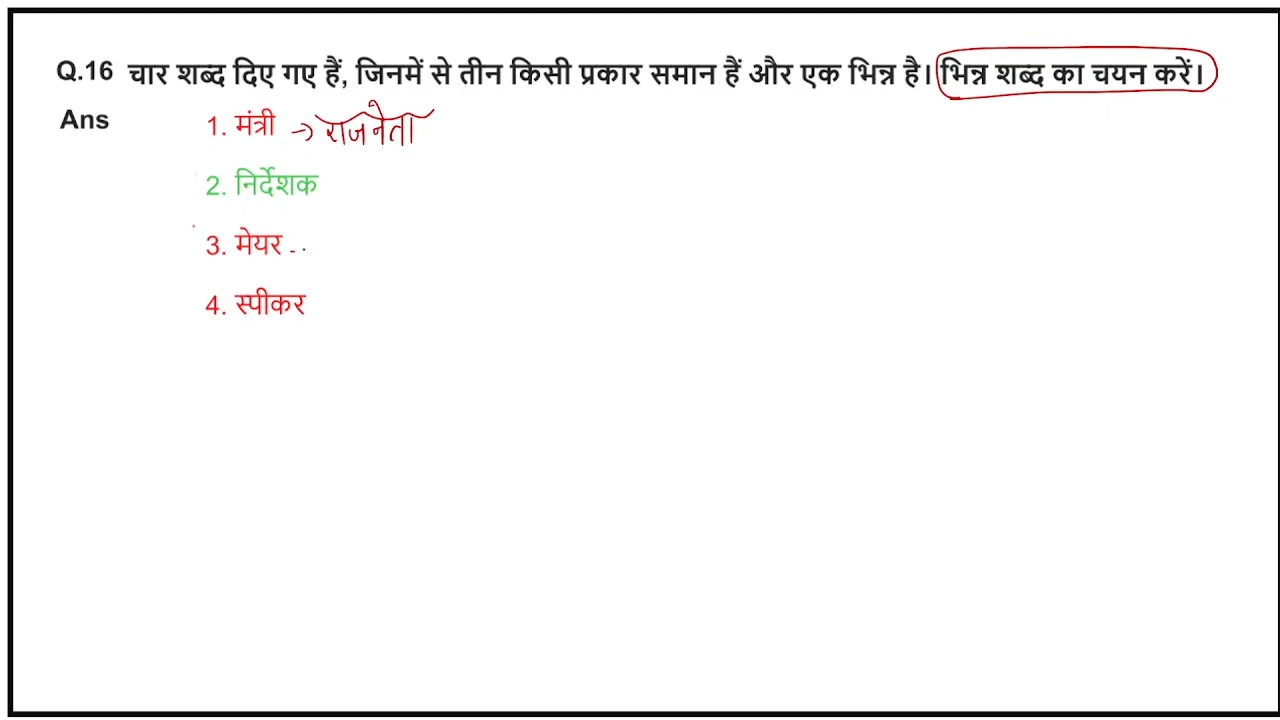 Q.16 चार शब्द दिए गए हैं, जिनमें से तीन किसी प्रकार समान हैं और एक भिन्न है। भिन्न शब्द का चयन करें।
Ans 1. मंत्री → राजनेता
2. निर्देशक
3. मेयर
4. स्पीकर